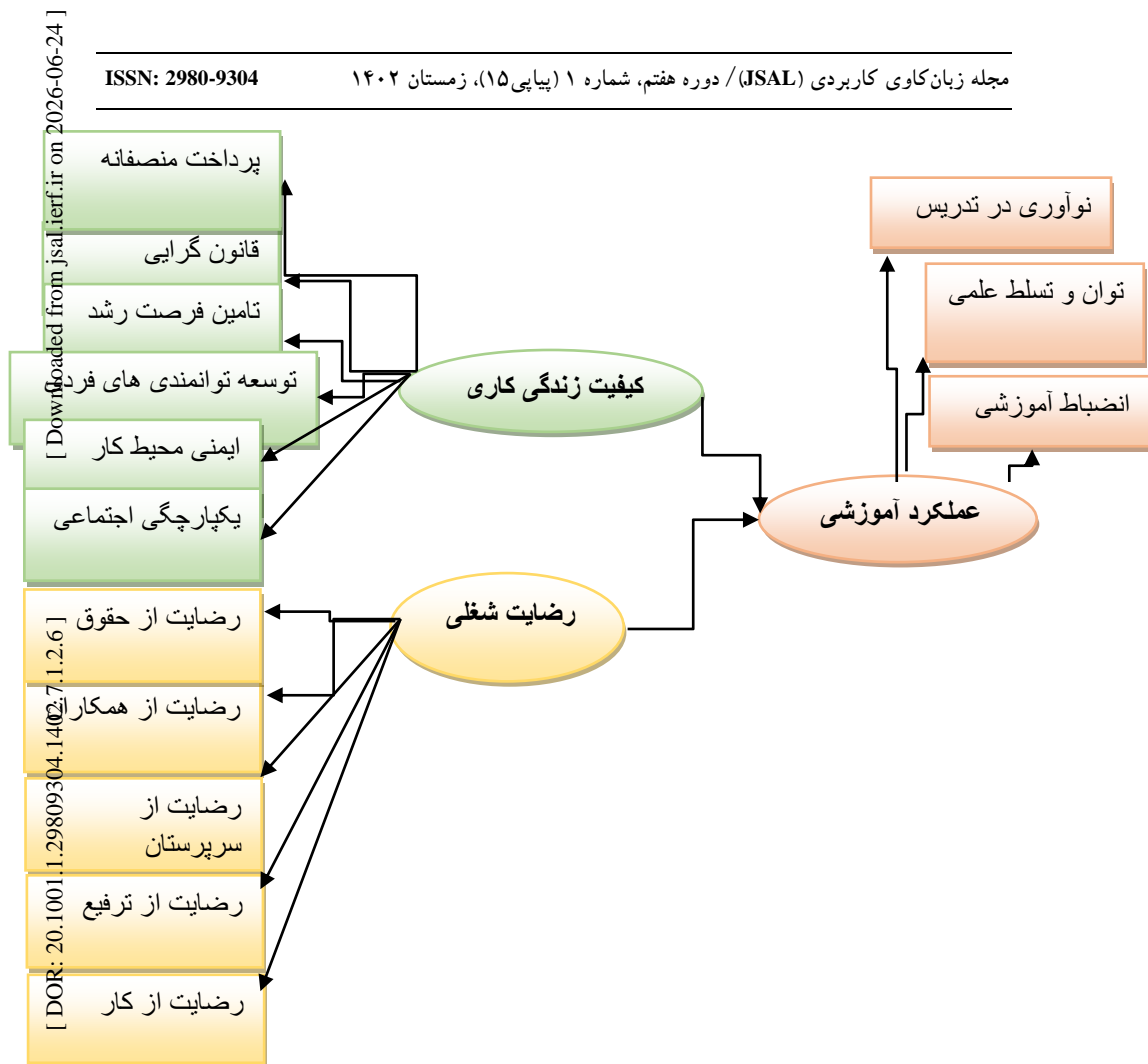 مجله زبان‌کاوی کاربردی (JSAL)/ دوره هفتم، شماره ۱ (پیاپی۱۵)، زمستان ۱۴۰۲
ISSN: 2980-9304
پرداخت منصفانه
قانون گرایی
تامین فرصت رشد
توسعه توانمندی های فردی
ایمنی محیط کار
یکپارچگی اجتماعی
کیفیت زندگی کاری
نوآوری در تدریس
توان و تسلط علمی
انضباط آموزشی
عملکرد آموزشی
رضایت شغلی
رضایت از حقوق
رضایت از همکاران
رضایت از
سرپرستان
رضایت از ترفیع
رضایت از کار
[ Downloaded from jsal.ierf.ir on 2026-06-24 ]
[ DOR: 20.1001.1.29809304.1402.7.1.2.6 ]